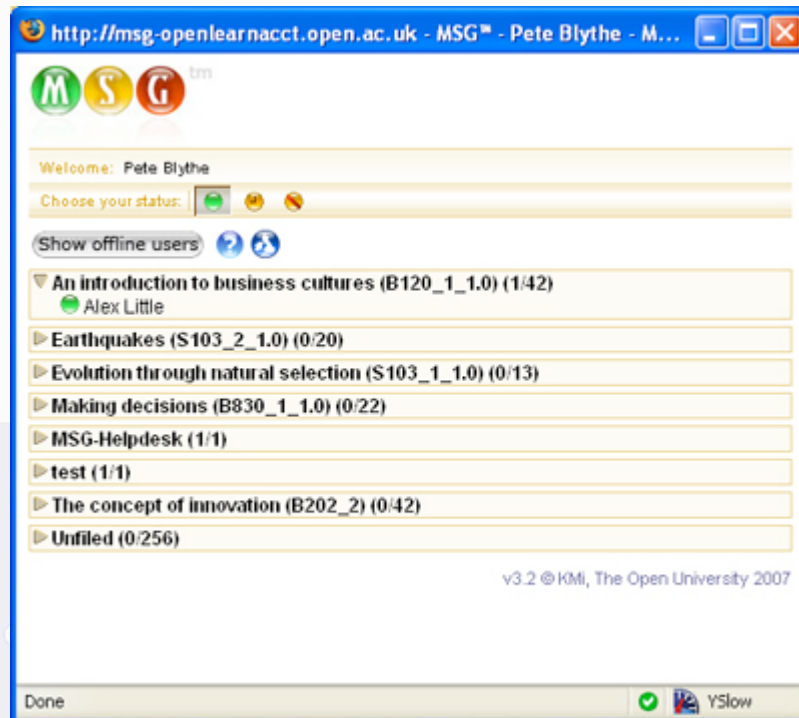 http://msg-openlearnacct.open.ac.uk - MSG™ - Pete Blythe - M...
MSG tm
Welcome: Pete Blythe
Choose your status:
Show offline users ?
An introduction to business cultures (B120_1_1.0) (1/42)
Alex Little
Earthquakes (S103_2_1.0) (0/20)
Evolution through natural selection (S103_1_1.0) (0/13)
Making decisions (B830_1_1.0) (0/22)
MSG-Helpdesk (1/1)
test (1/1)
The concept of innovation (B202_2) (0/42)
Unfiled (0/256)
v3.2 © KMi, The Open University 2007
Done YSlow